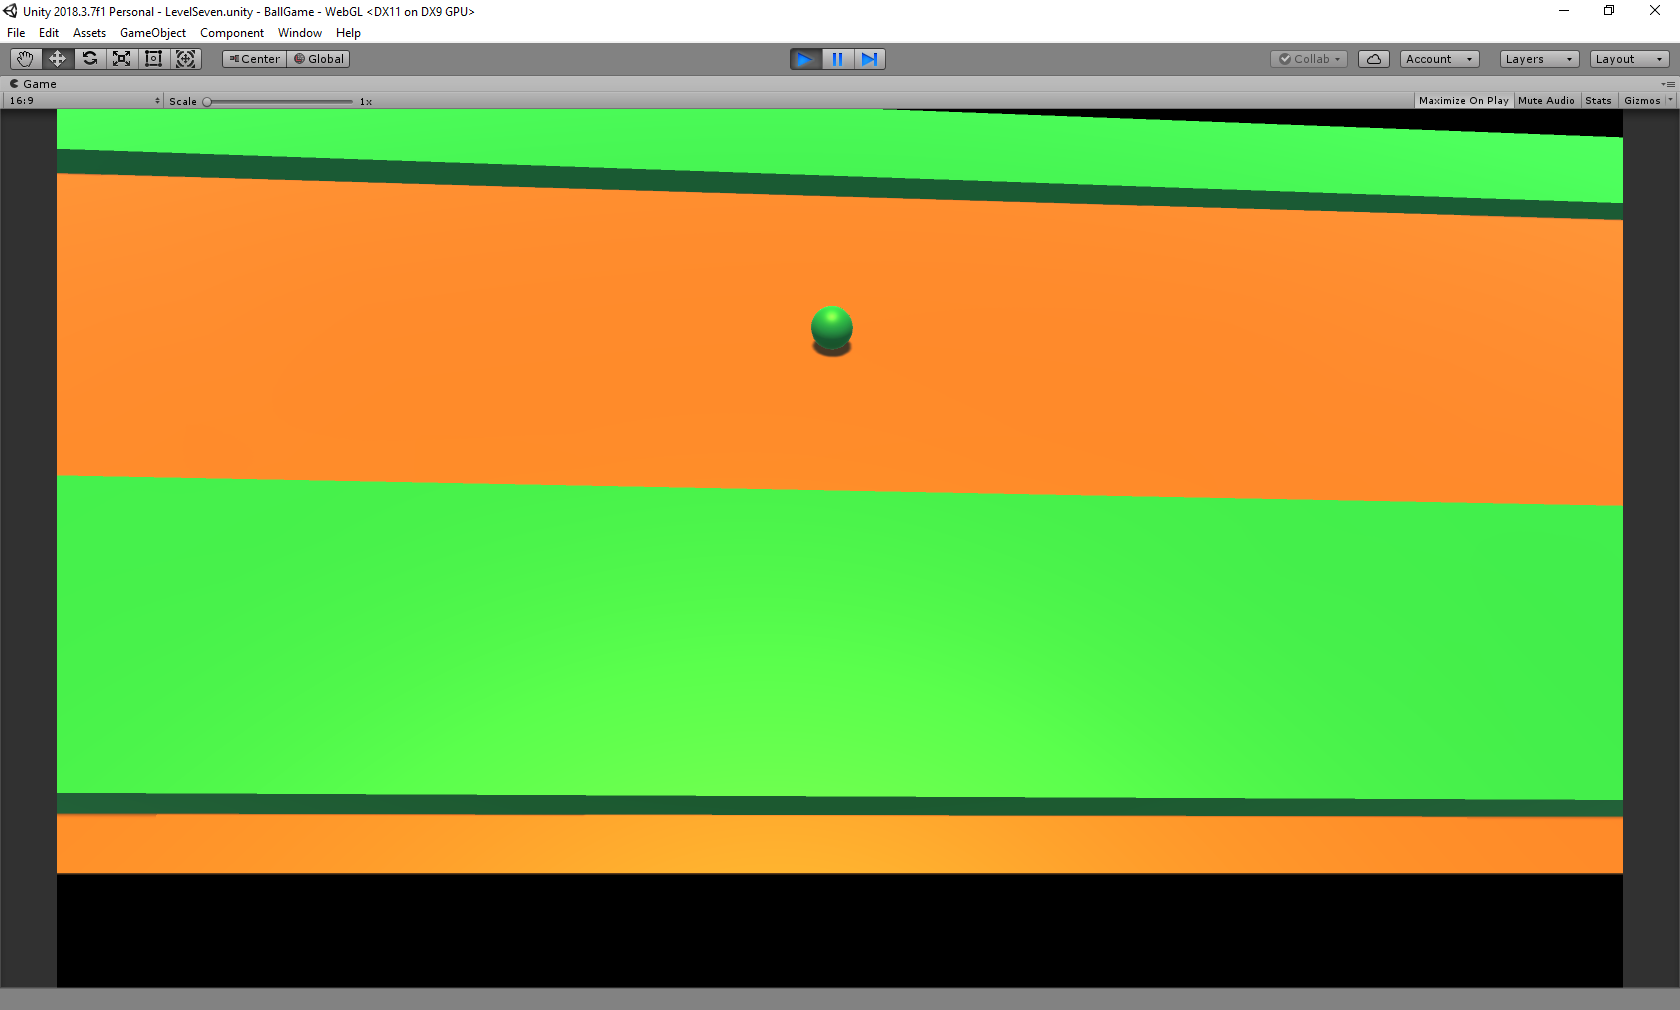 Unity 2018.3.7f1 Personal - LevelSeven.unity - BallGame - WebGL <DX11 on DX9 GPU>
File Edit Assets GameObject Component Window Help
Center Global Collab Account Layers Layout
Game
16:9 Scale 1x Maximize On Play Mute Audio Stats Gizmos